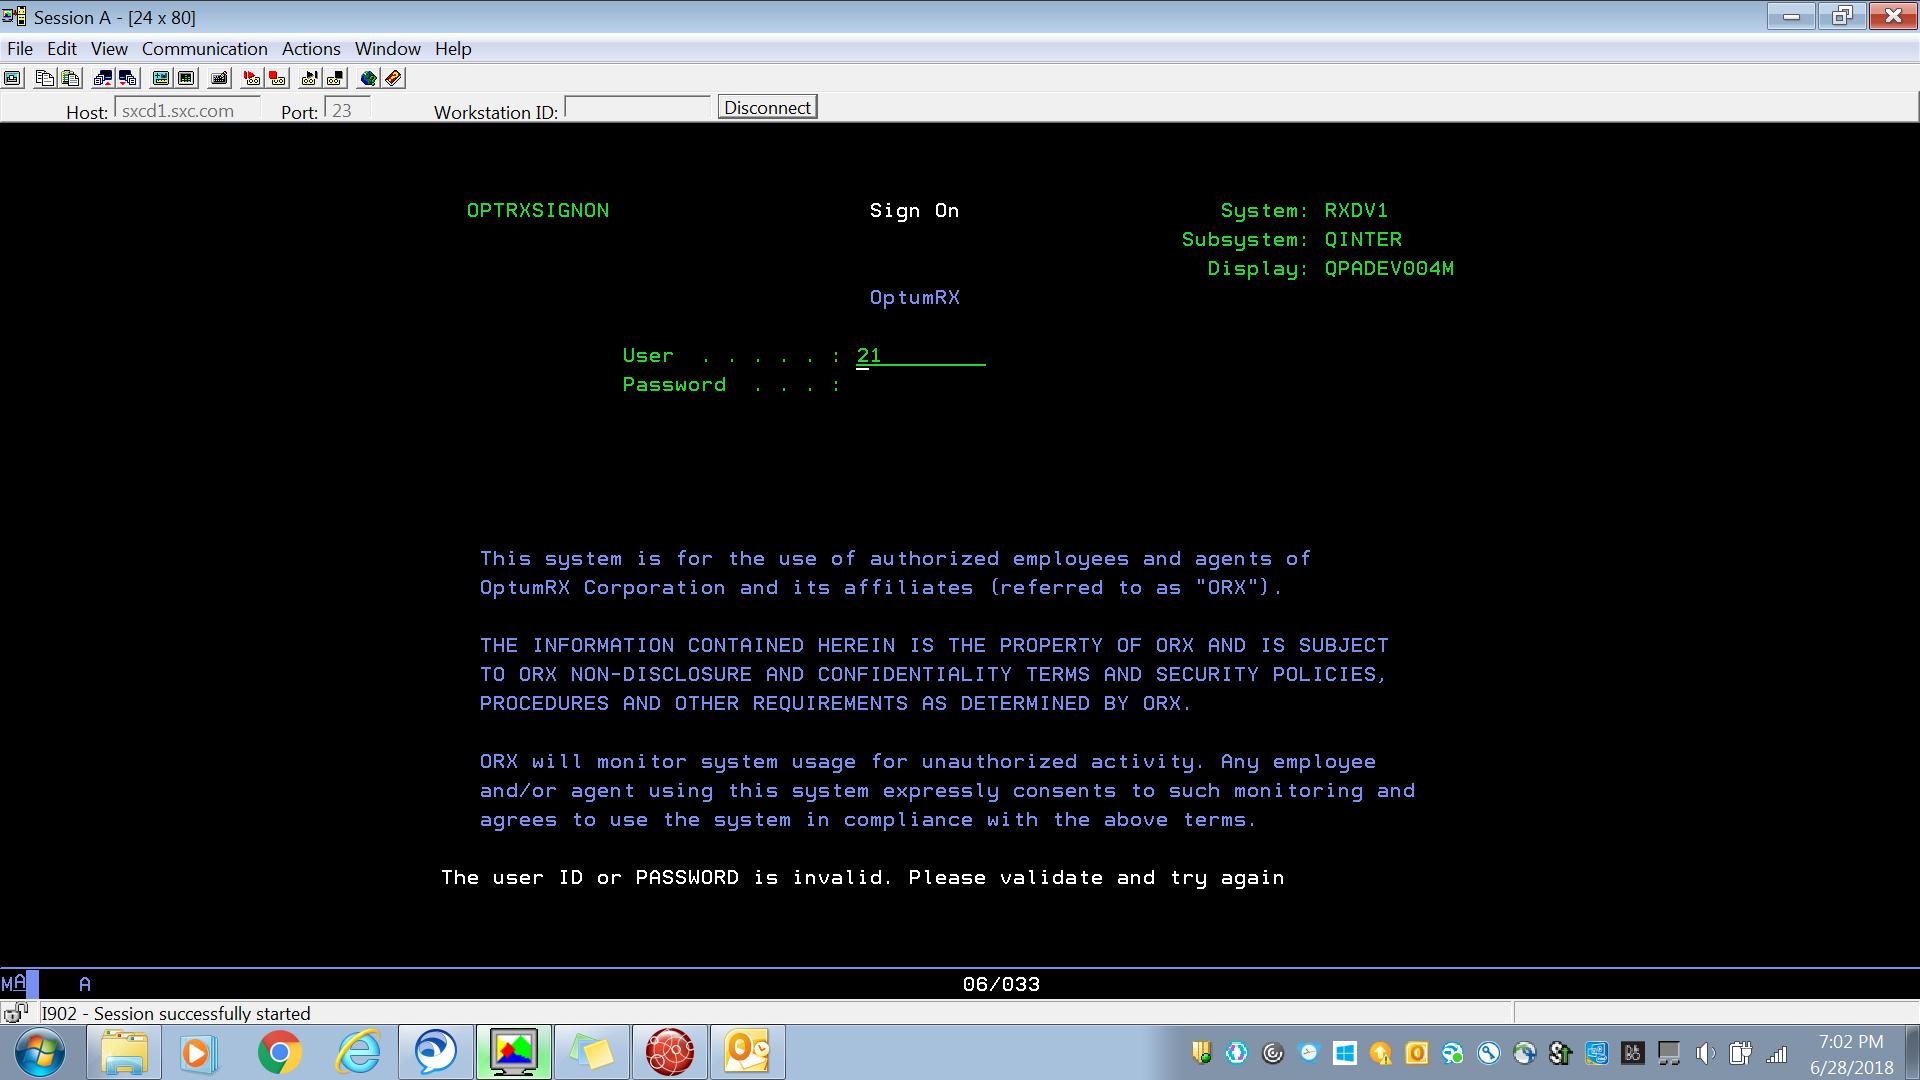 Session A - [24 x 80]
File Edit View Communication Actions Window Help
Host: sxcd1.sxc.com Port: 23 Workstation ID: Disconnect
OPTRXSIGNON Sign On System: RXDV1
Subsystem: QINTER
Display: QPADEV004M
OptumRX
User . . . . . : 21
Password . . . :
This system is for the use of authorized employees and agents of
OptumRX Corporation and its affiliates (referred to as "ORX").
THE INFORMATION CONTAINED HEREIN IS THE PROPERTY OF ORX AND IS SUBJECT
TO ORX NON-DISCLOSURE AND CONFIDENTIALITY TERMS AND SECURITY POLICIES,
PROCEDURES AND OTHER REQUIREMENTS AS DETERMINED BY ORX.
ORX will monitor system usage for unauthorized activity. Any employee
and/or agent using this system expressly consents to such monitoring and
agrees to use the system in compliance with the above terms.
The user ID or PASSWORD is invalid. Please validate and try again
MA A 06/033
I902 - Session successfully started
7:02 PM
6/28/2018